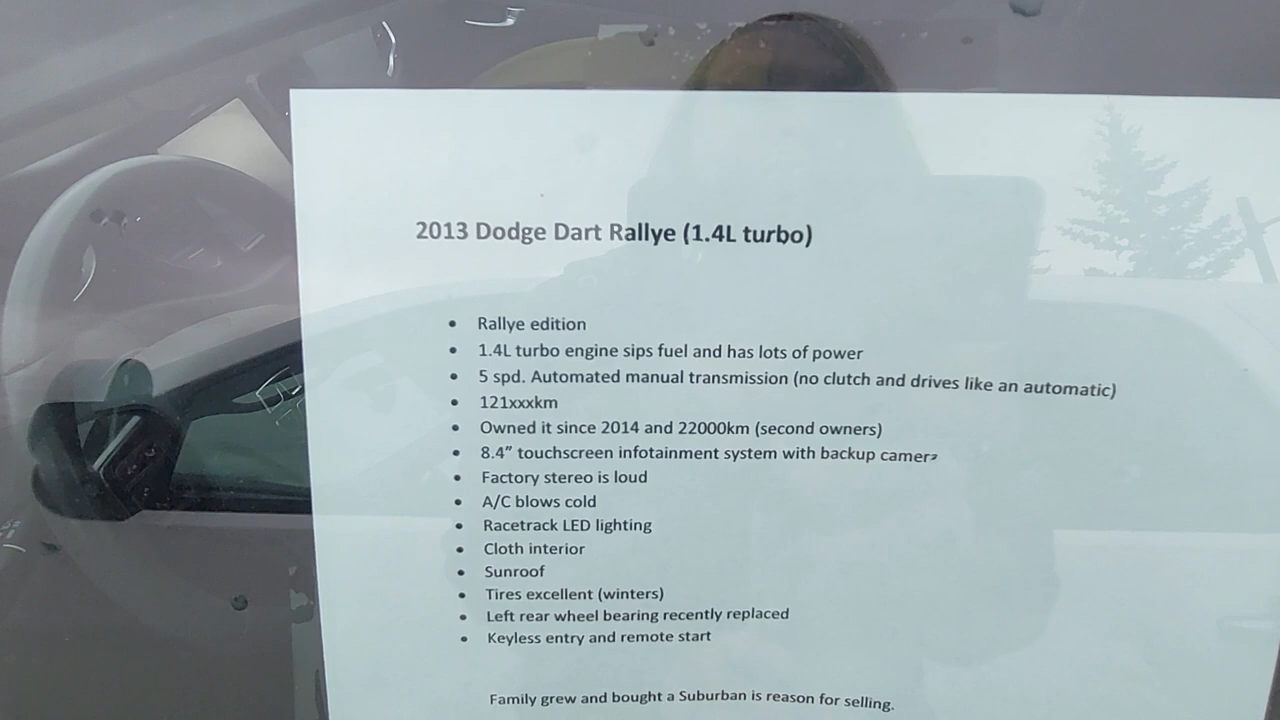 2013 Dodge Dart Rallye (1.4L turbo)
• Rallye edition
• 1.4L turbo engine sips fuel and has lots of power
• 5 spd. Automated manual transmission (no clutch and drives like an automatic)
• 121xxxkm
• Owned it since 2014 and 22000km (second owners)
• 8.4” touchscreen infotainment system with backup camera
• Factory stereo is loud
• A/C blows cold
• Racetrack LED lighting
• Cloth interior
• Sunroof
• Tires excellent (winters)
• Left rear wheel bearing recently replaced
• Keyless entry and remote start
Family grew and bought a Suburban is reason for selling.